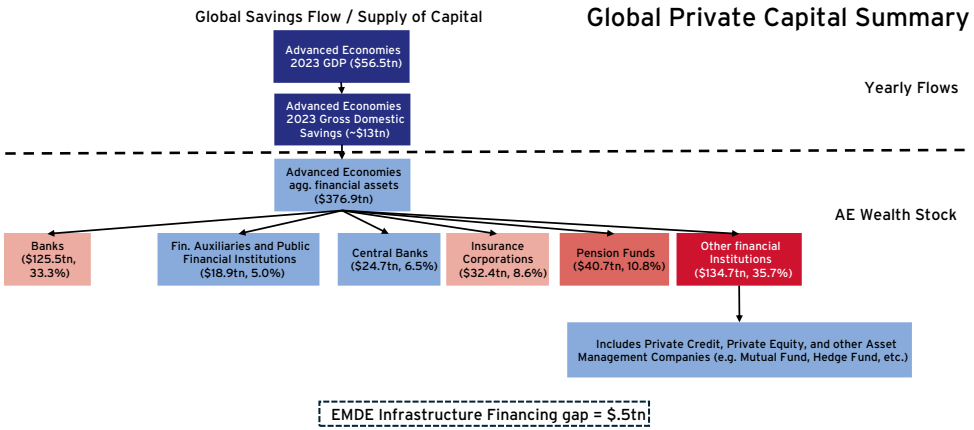 Global Savings Flow / Supply of Capital
Global Private Capital Summary
Advanced Economies
2023 GDP ($56.5tn)
Yearly Flows
Advanced Economies
2023 Gross Domestic
Savings (~$13tn)
Advanced Economies
agg. financial assets
($376.9tn)
AE Wealth Stock
Banks
($125.5tn,
33.3%)
Fin. Auxiliaries and Public
Financial Institutions
($18.9tn, 5.0%)
Central Banks
($24.7tn, 6.5%)
Insurance
Corporations
($32.4tn, 8.6%)
Pension Funds
($40.7tn, 10.8%)
Other financial
Institutions
($134.7tn, 35.7%)
Includes Private Credit, Private Equity, and other Asset
Management Companies (e.g. Mutual Fund, Hedge Fund, etc.)
EMDE Infrastructure Financing gap = $.5tn